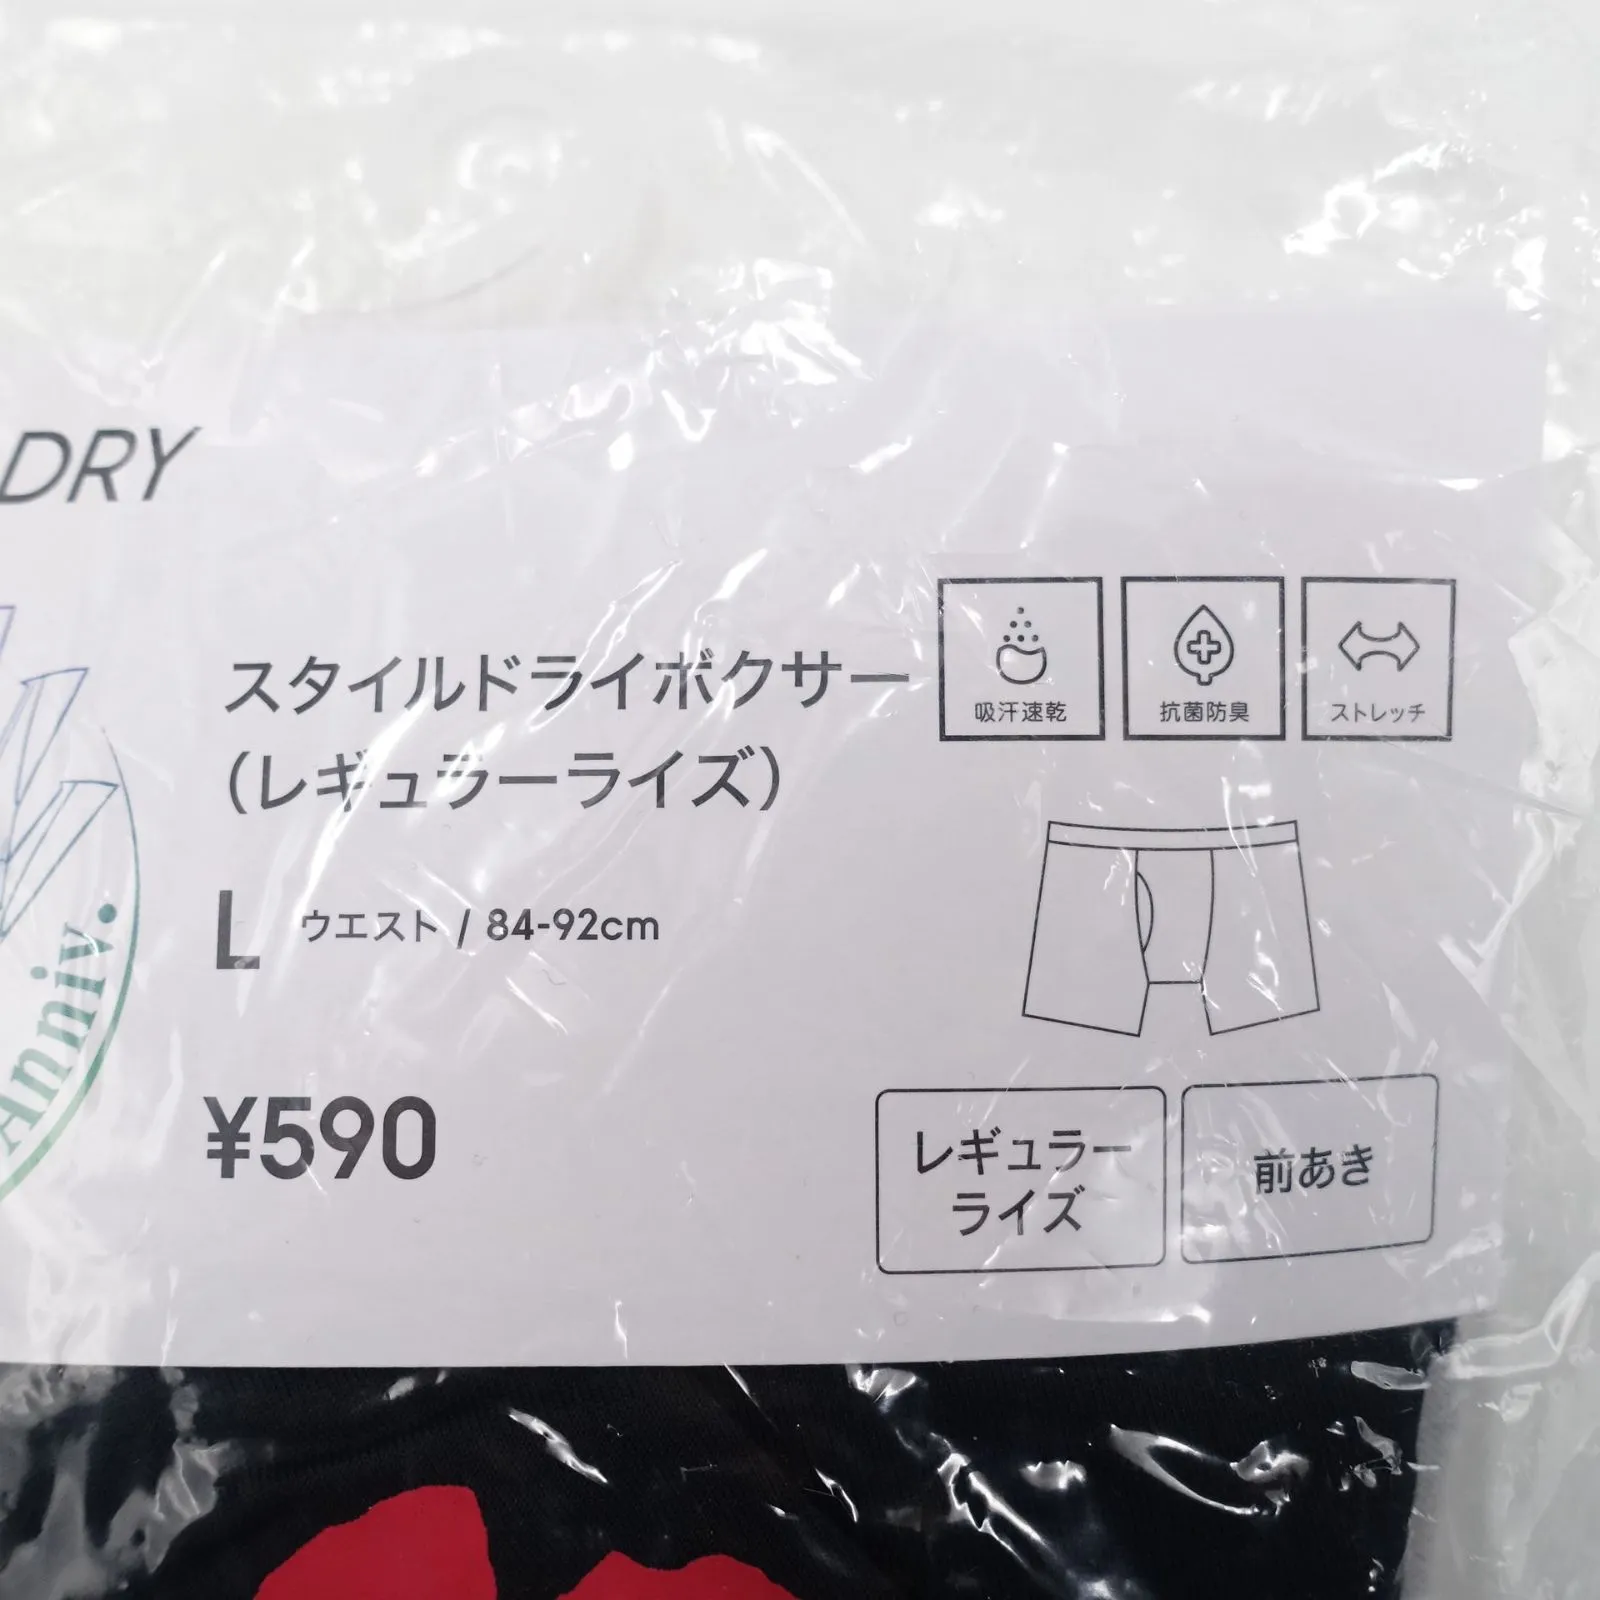 DRY
スタイルドライボクサー
(レギュラーライズ)
L ウエスト / 84-92cm
¥590
Anniv.
吸汗速乾
抗菌防臭
ストレッチ
レギュラー
ライズ
前あき